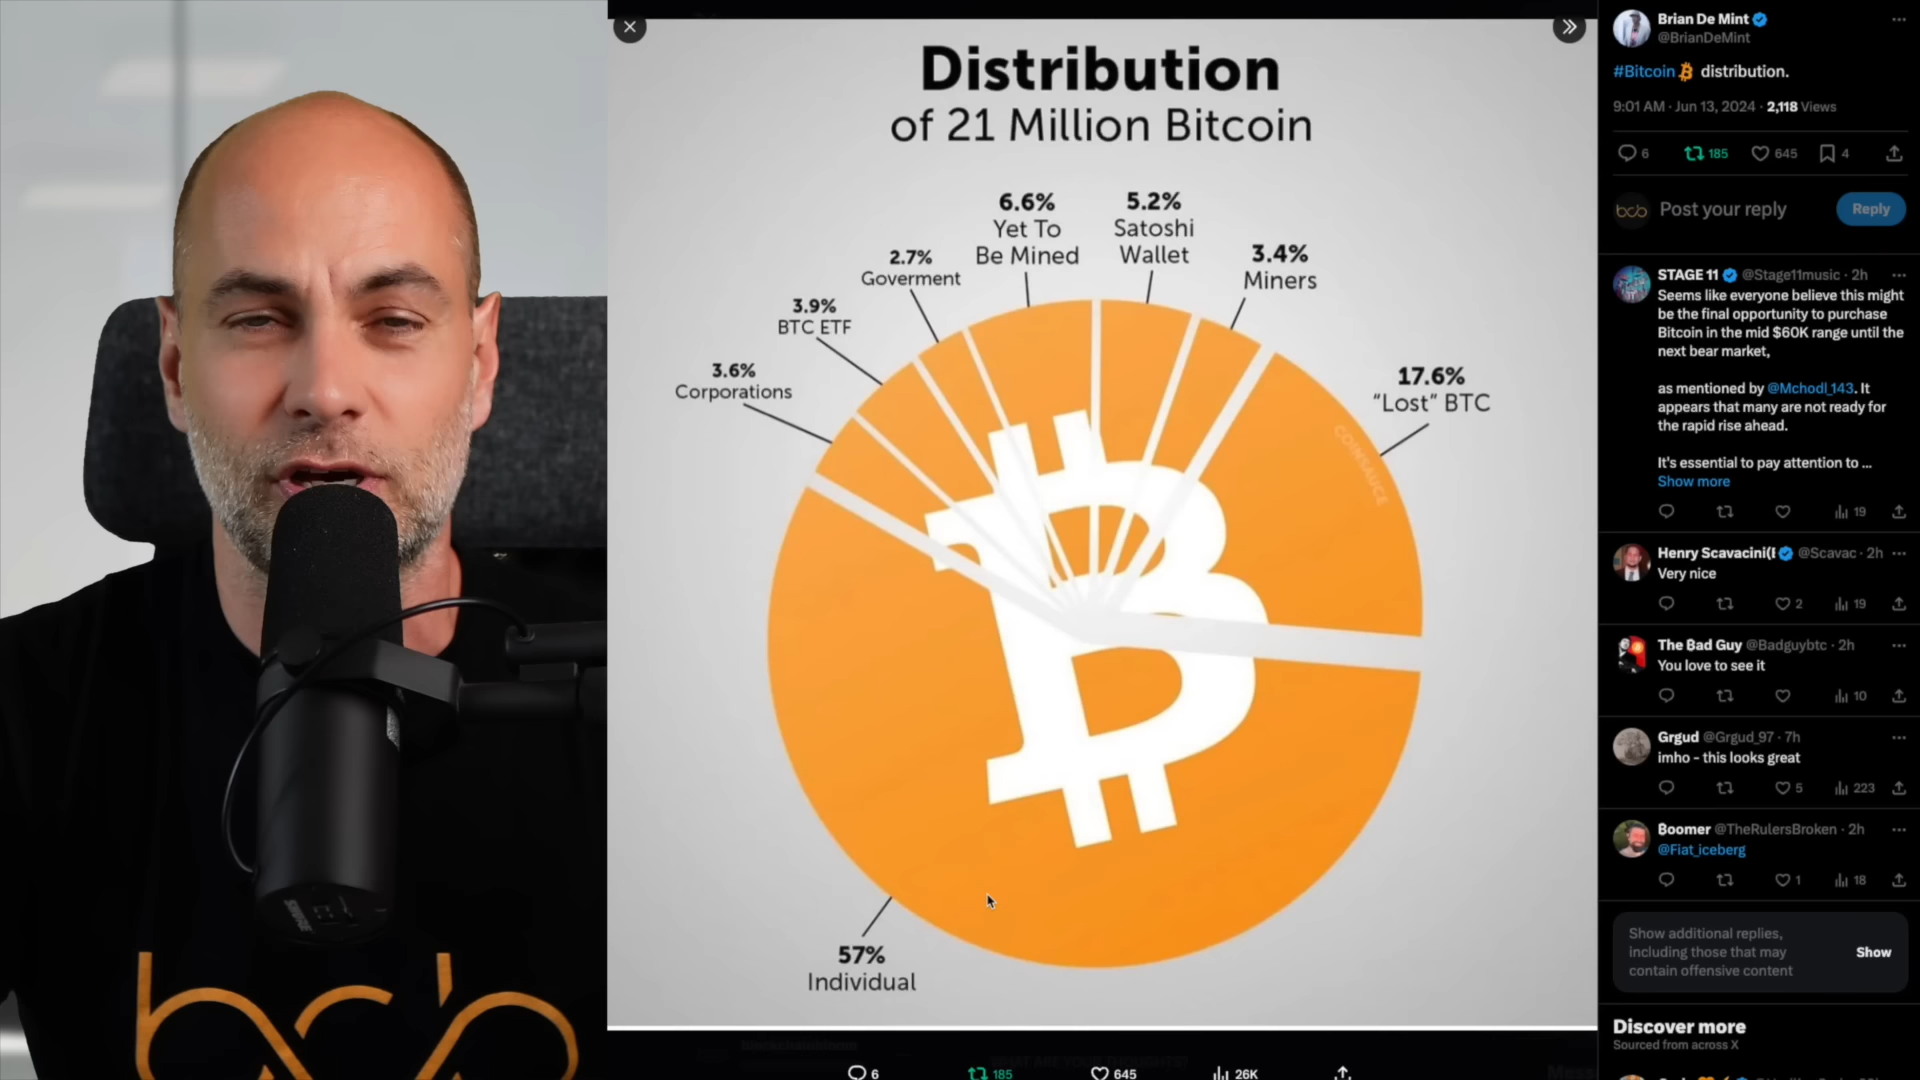 bcb
Distribution
of 21 Million Bitcoin
6.6%
Yet To
Be Mined
5.2%
Satoshi
Wallet
3.4%
Miners
2.7%
Goverment
3.9%
BTC ETF
3.6%
Corporations
17.6%
“Lost” BTC
COINSAUCE
57%
Individual
6 185 645 26K
Brian De Mint
@BrianDeMint
#Bitcoin distribution.
9:01 AM · Jun 13, 2024 · 2,118 Views
6 185 645 4
bcb Post your reply Reply
STAGE 11 @Stage11music · 2h
Seems like everyone believe this might
be the final opportunity to purchase
Bitcoin in the mid $60K range until the
next bear market,
as mentioned by @Mchodl_143. It
appears that many are not ready for
the rapid rise ahead.
It's essential to pay attention to ...
Show more
19
Henry Scavacini(B @Scavac · 2h
Very nice
2 19
The Bad Guy @Badguybtc · 2h
You love to see it
10
Grgud @Grgud_97 · 7h
imho - this looks great
5 223
Boomer @TheRulersBroken · 2h
@Fiat_iceberg
1 18
Show additional replies,
including those that may
contain offensive content
Show
Discover more
Sourced from across X